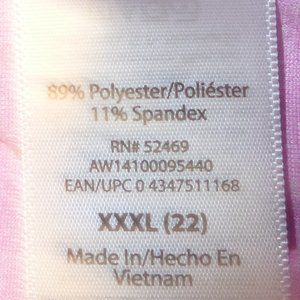 89% Polyester/Poliéster
11% Spandex
RN# 52469
AW14100095440
EAN/UPC 0 4347511168
XXXL (22)
Made In/Hecho En
Vietnam